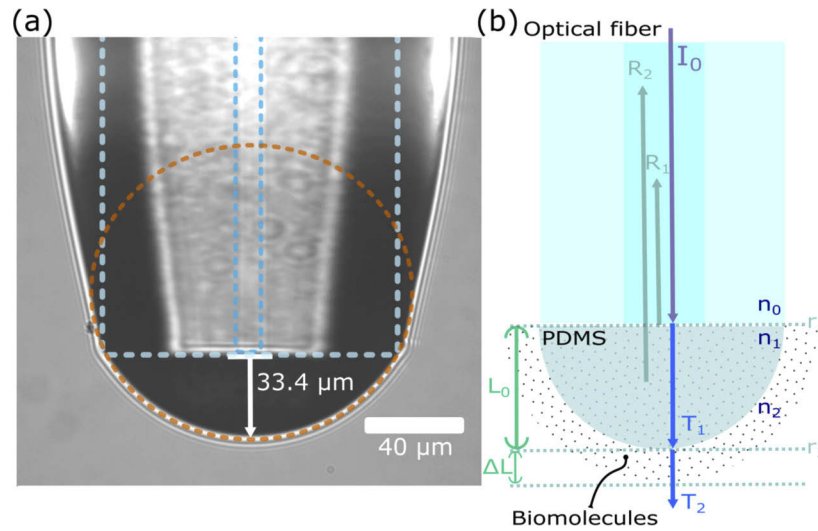 (a)
33.4 µm
40 µm
(b)
Optical fiber
I₀
R₂
R₁
n₀
r
PDMS
n₁
L₀
n₂
T₁
r
ΔL
T₂
Biomolecules